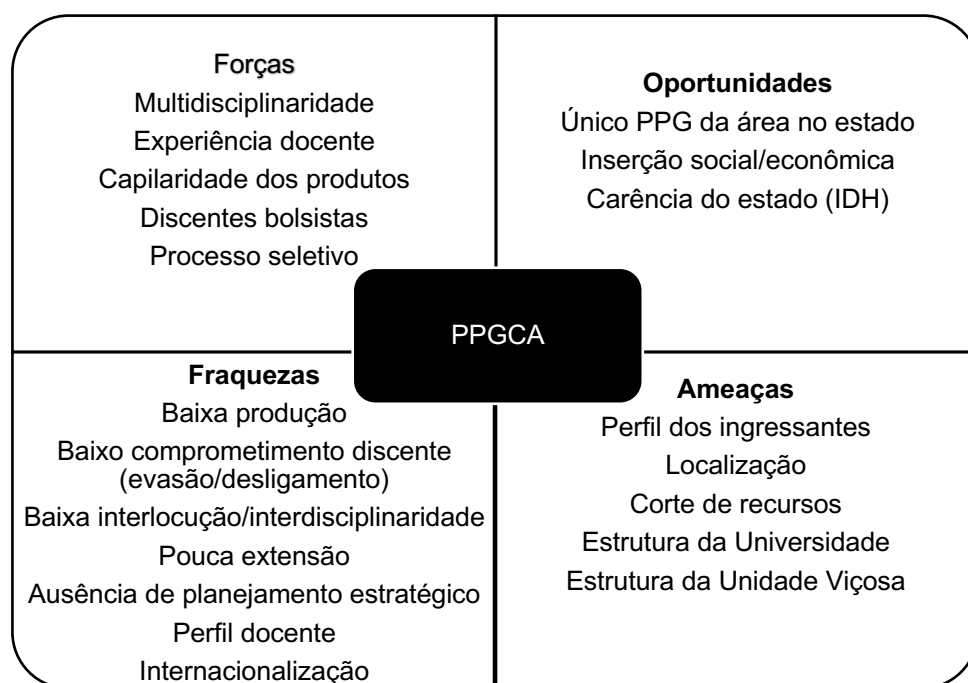 Forças
Multidisciplinaridade
Experiência docente
Capilaridade dos produtos
Discentes bolsistas
Processo seletivo
Oportunidades
Único PPG da área no estado
Inserção social/econômica
Carência do estado (IDH)
PPGCA
Fraquezas
Baixa produção
Baixo comprometimento discente
(evasão/desligamento)
Baixa interlocução/interdisciplinaridade
Pouca extensão
Ausência de planejamento estratégico
Perfil docente
Internacionalização
Ameaças
Perfil dos ingressantes
Localização
Corte de recursos
Estrutura da Universidade
Estrutura da Unidade Viçosa